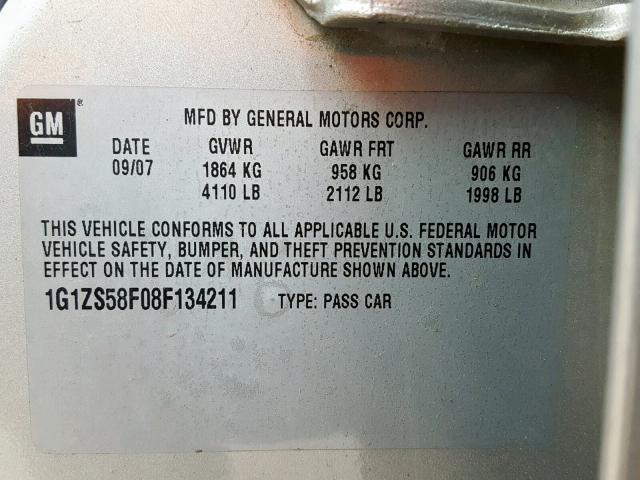 GM ®
MFD BY GENERAL MOTORS CORP.
DATE GVWR GAWR FRT GAWR RR
09/07 1864 KG 958 KG 906 KG
4110 LB 2112 LB 1998 LB
THIS VEHICLE CONFORMS TO ALL APPLICABLE U.S. FEDERAL MOTOR
VEHICLE SAFETY, BUMPER, AND THEFT PREVENTION STANDARDS IN
EFFECT ON THE DATE OF MANUFACTURE SHOWN ABOVE.
1G1ZS58F08F134211 TYPE: PASS CAR